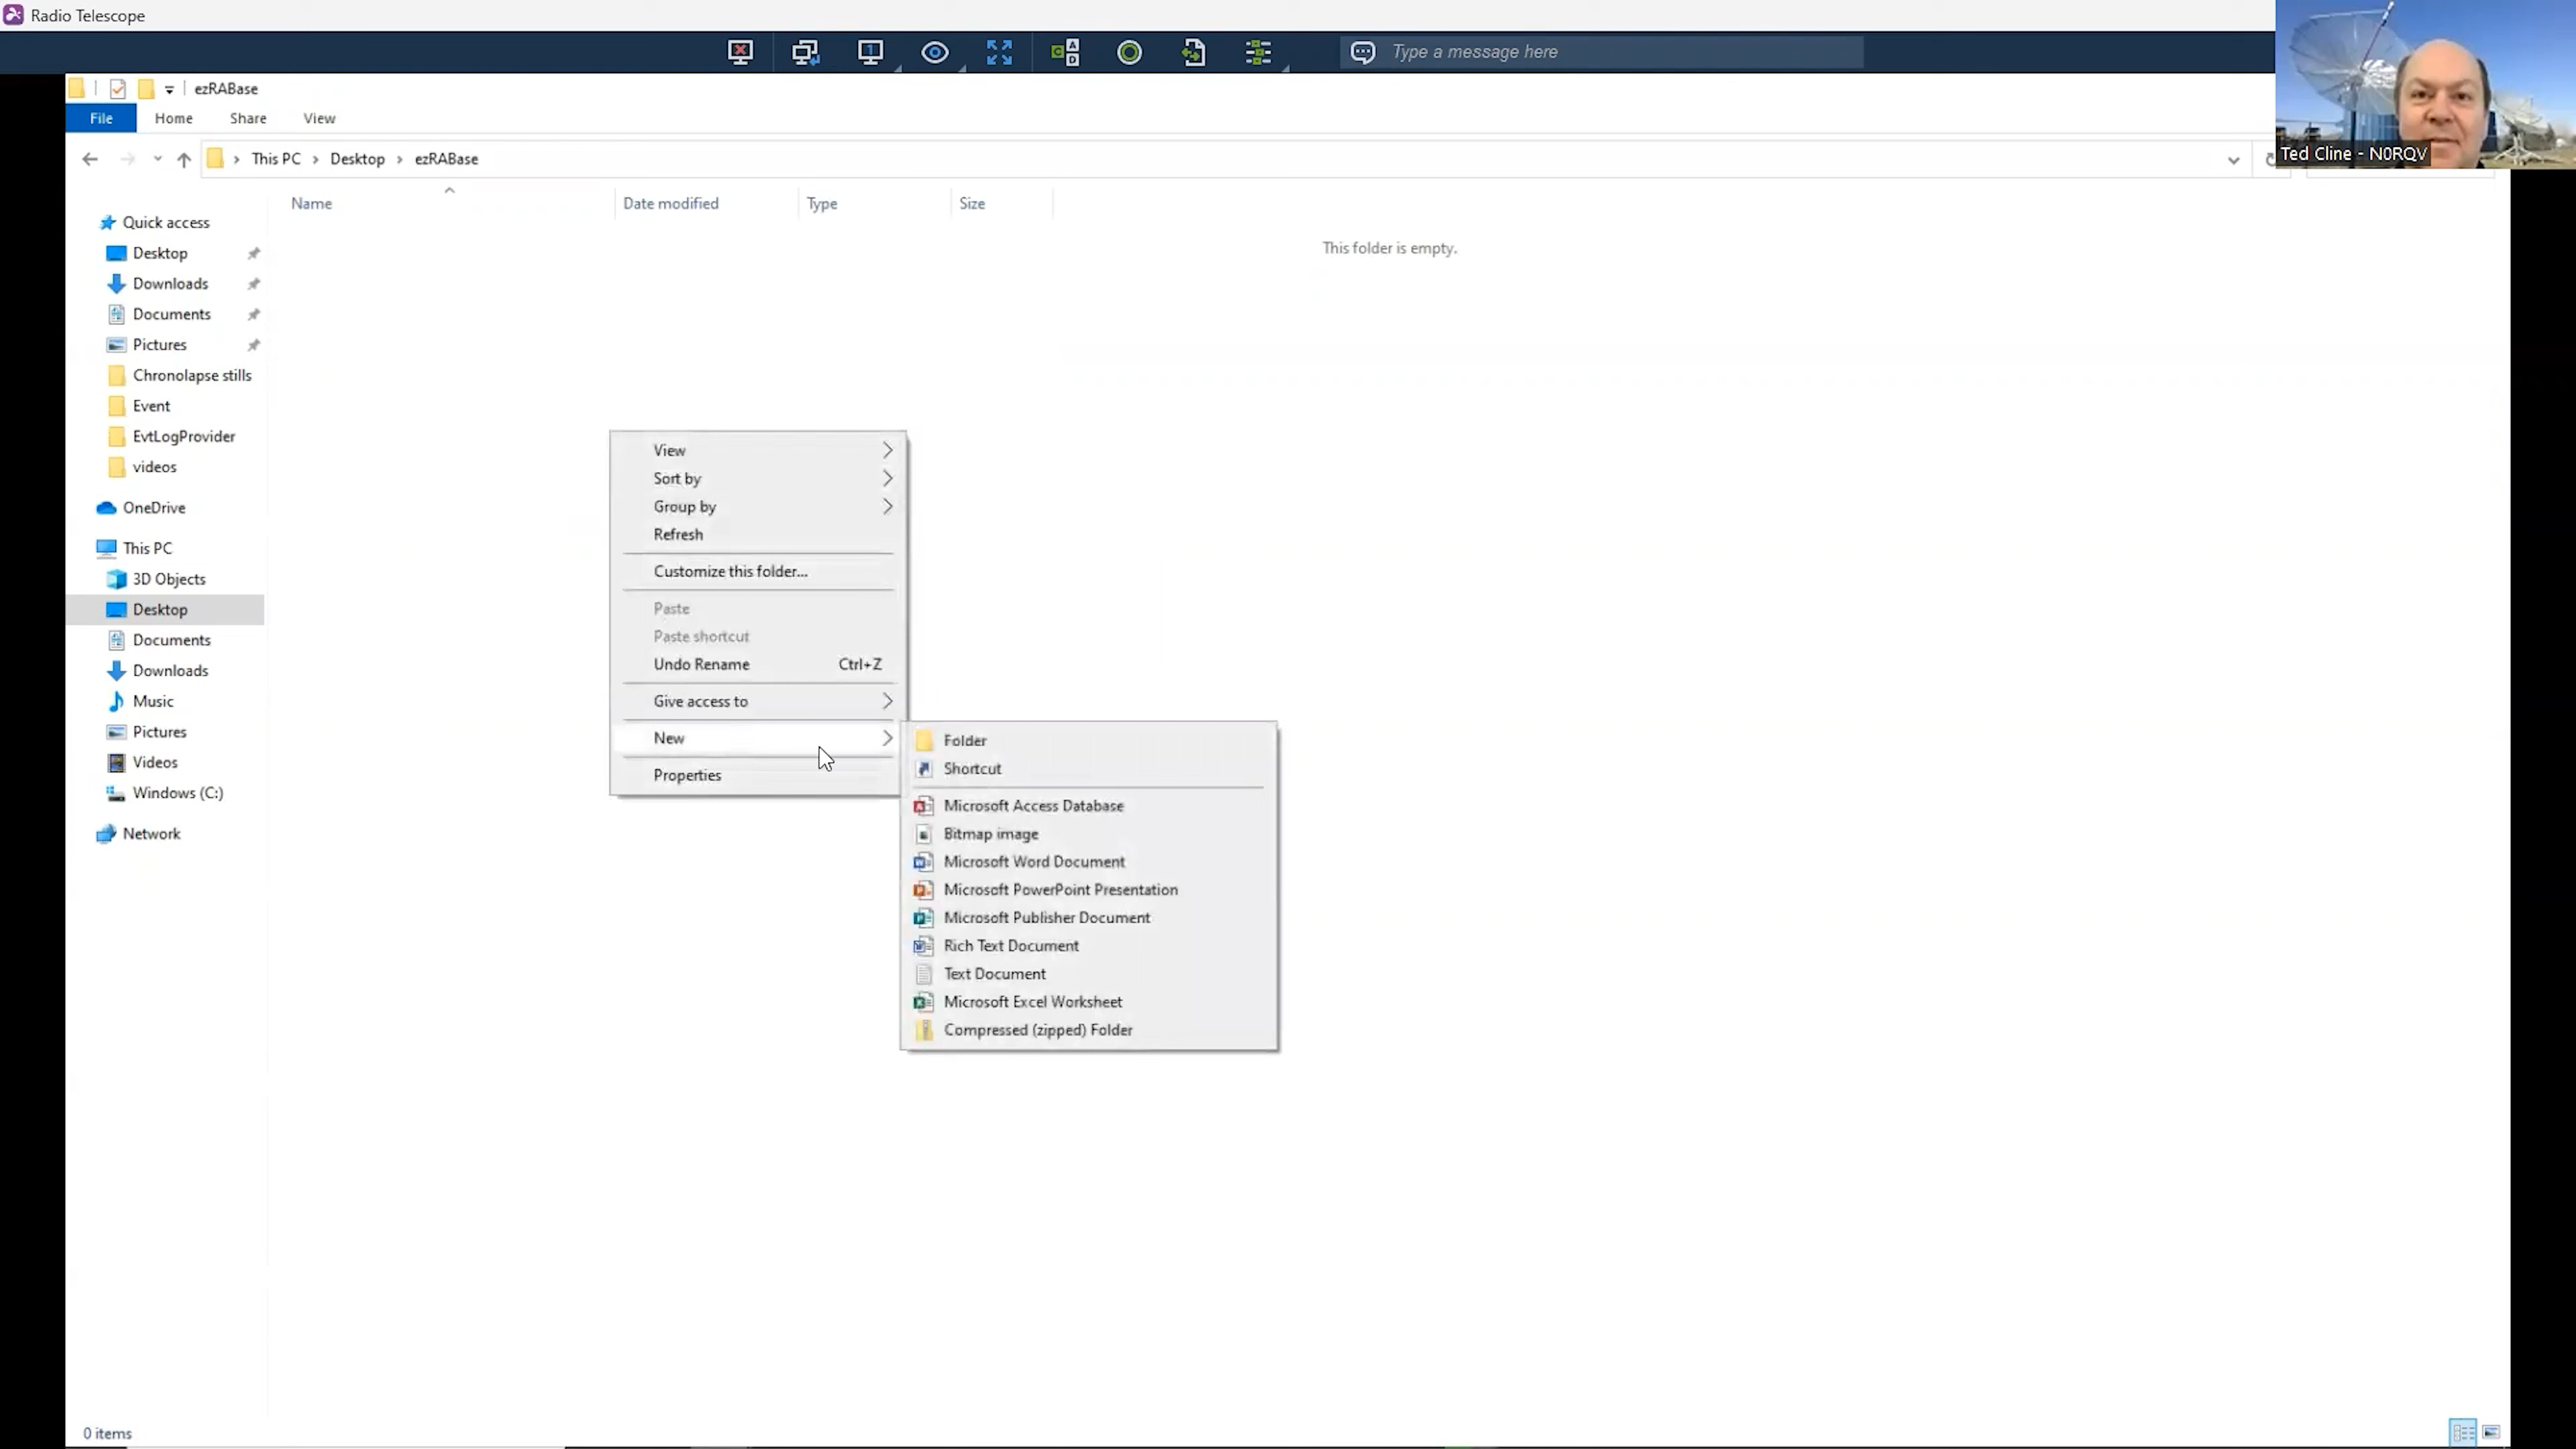 Radio Telescope
Type a message here
ezRABase
File Home Share View
This PC Desktop ezRABase
Ted Cline - N0RQV
Name Date modified Type Size
This folder is empty.
Quick access
Desktop
Downloads
Documents
Pictures
Chronolapse stills
Event
EvtLogProvider
videos
OneDrive
This PC
3D Objects
Desktop
Documents
Downloads
Music
Pictures
Videos
Windows (C:)
Network
View
Sort by
Group by
Refresh
Customize this folder...
Paste
Paste shortcut
Undo Rename Ctrl+Z
Give access to
New
Properties
Folder
Shortcut
Microsoft Access Database
Bitmap image
Microsoft Word Document
Microsoft PowerPoint Presentation
Microsoft Publisher Document
Rich Text Document
Text Document
Microsoft Excel Worksheet
Compressed (zipped) Folder
0 items